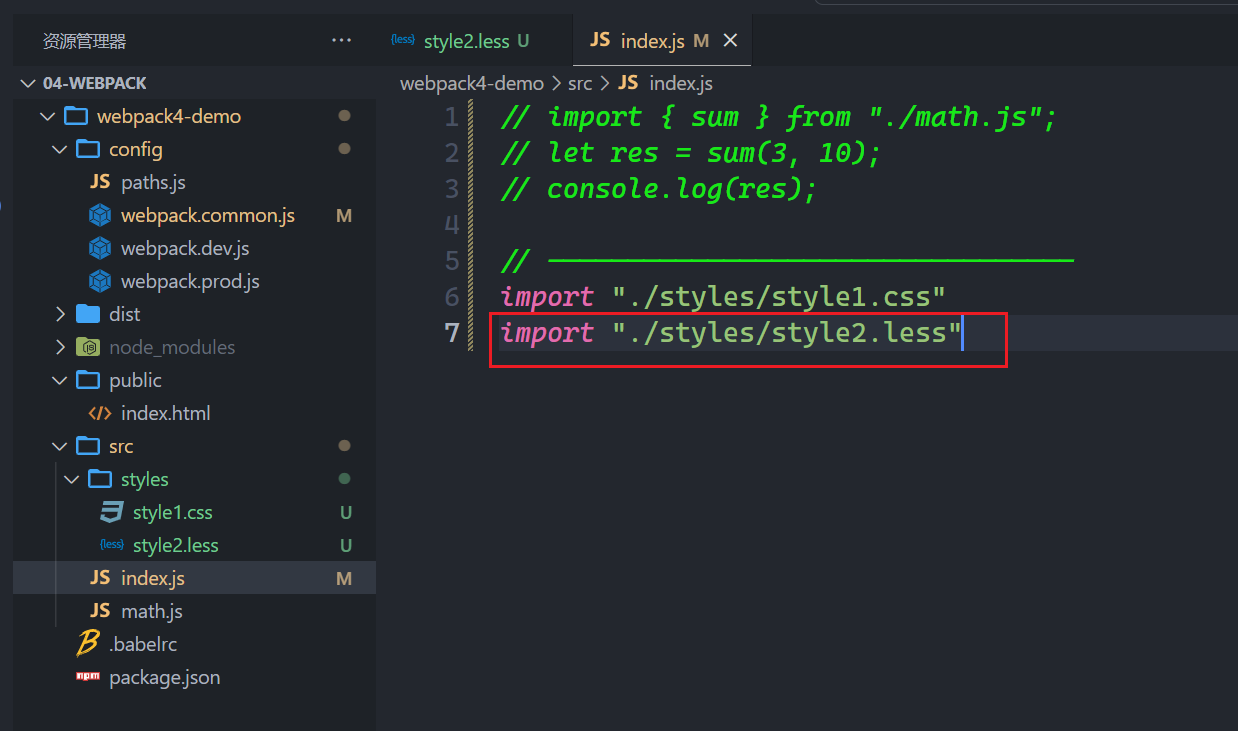 资源管理器 ···
04-WEBPACK
webpack4-demo
config
JS paths.js
webpack.common.js M
webpack.dev.js
webpack.prod.js
dist
node_modules
public
</> index.html
src
styles
style1.css U
{less} style2.less U
JS index.js M
JS math.js
.babelrc
npm package.json
{less} style2.less U
JS index.js M
webpack4-demo > src > JS index.js
1 // import { sum } from "./math.js";
2 // let res = sum(3, 10);
3 // console.log(res);
4
5 // ─────────────────────────────────
6 import "./styles/style1.css"
7 import "./styles/style2.less"